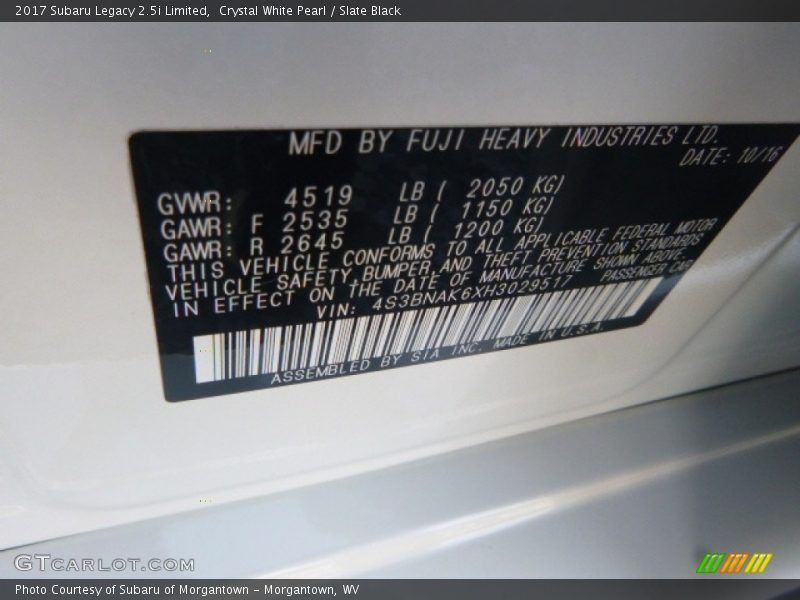 2017 Subaru Legacy 2.5i Limited,  Crystal White Pearl / Slate Black
MFD BY FUJI HEAVY INDUSTRIES LTD.
DATE: 10/16
GVWR: 4519 LB ( 2050 KG)
GAWR: F 2535 LB ( 1150 KG)
GAWR: R 2645 LB ( 1200 KG)
THIS VEHICLE CONFORMS TO ALL APPLICABLE FEDERAL MOTOR
VEHICLE SAFETY, BUMPER, AND THEFT PREVENTION STANDARDS
IN EFFECT ON THE DATE OF MANUFACTURE SHOWN ABOVE.
VIN: 4S3BNAK6XH3029517 PASSENGER CAR
ASSEMBLED BY SIA INC. MADE IN U.S.A.
GTCARLOT.COM
Photo Courtesy of Subaru of Morgantown - Morgantown, WV